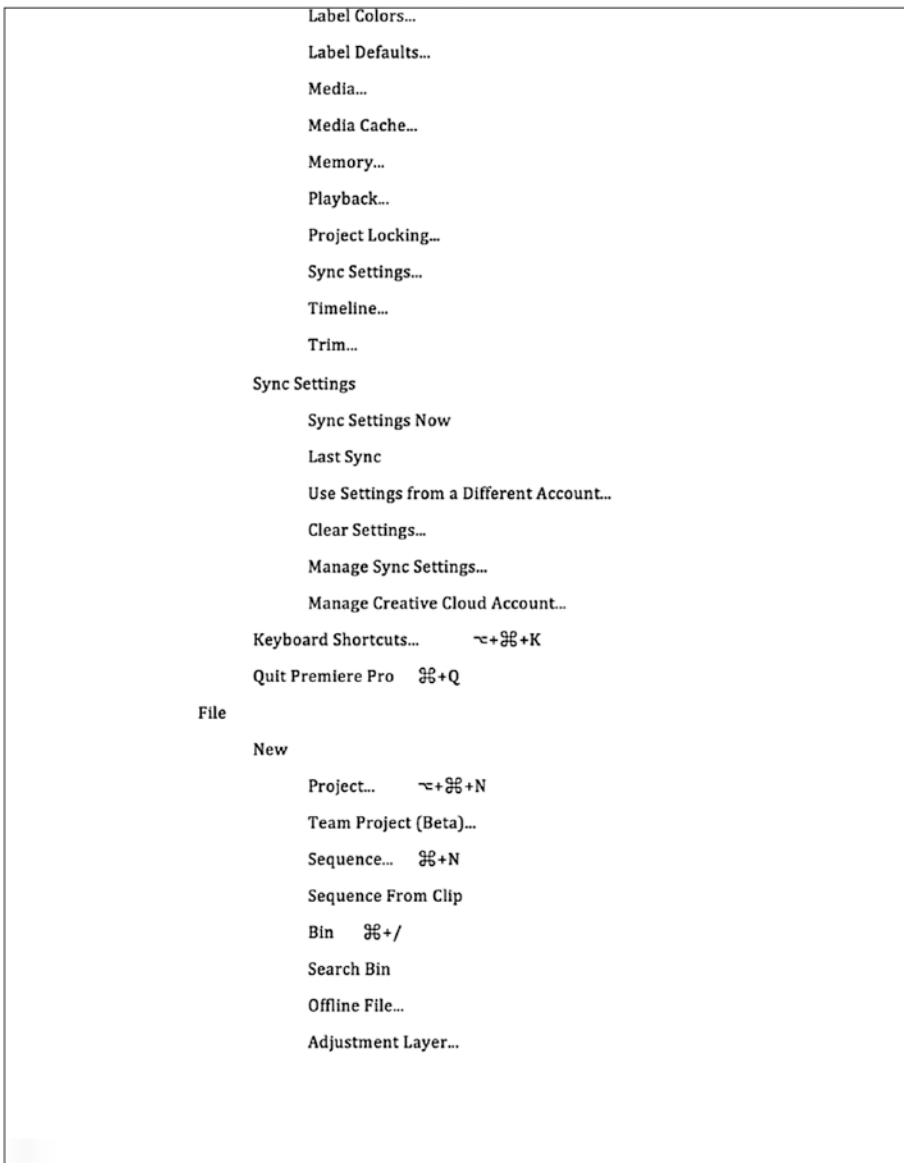 Label Colors...
Label Defaults...
Media...
Media Cache...
Memory...
Playback...
Project Locking...
Sync Settings...
Timeline...
Trim...
Sync Settings
Sync Settings Now
Last Sync
Use Settings from a Different Account...
Clear Settings...
Manage Sync Settings...
Manage Creative Cloud Account...
Keyboard Shortcuts... ⌥+⌘+K
Quit Premiere Pro ⌘+Q
File
New
Project... ⌥+⌘+N
Team Project (Beta)...
Sequence... ⌘+N
Sequence From Clip
Bin ⌘+/
Search Bin
Offline File...
Adjustment Layer...